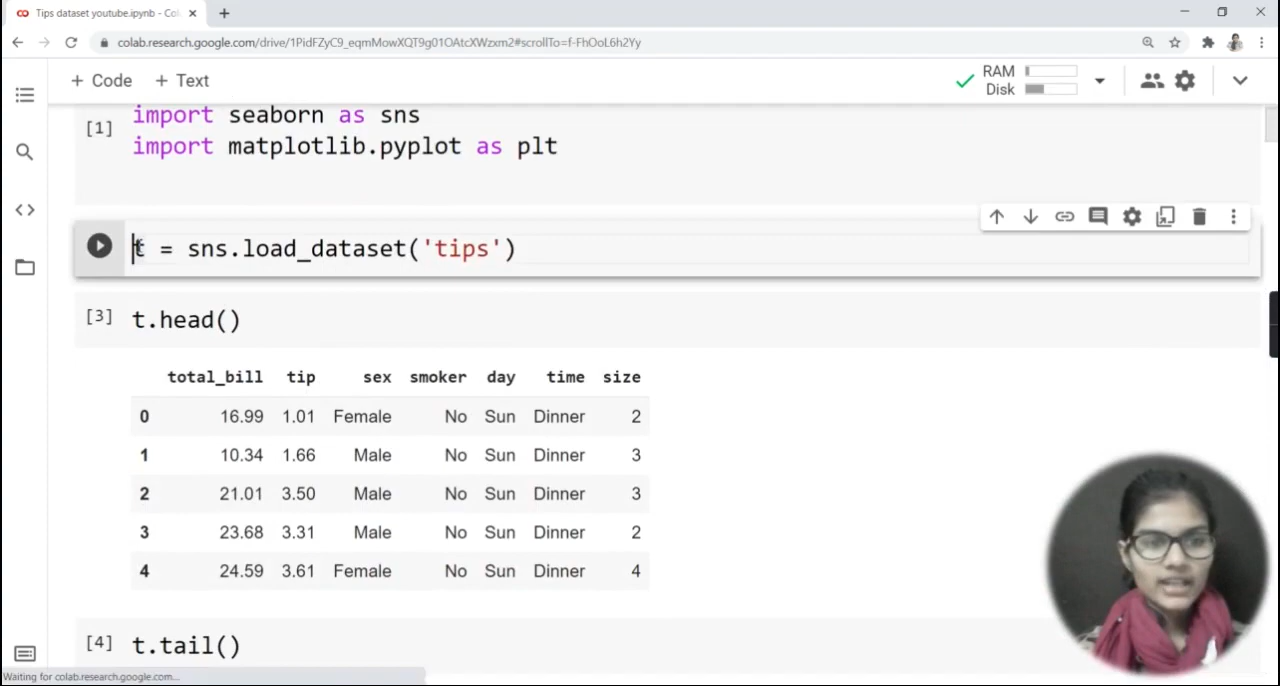 Tips dataset youtube.ipynb - Col
colab.research.google.com/drive/1PidFZyC9_eqmMowXQT9g01OAtcXWzxm2#scrollTo=f-FhOoL6h2Yy
+ Code + Text
RAM
Disk
import seaborn as sns
[1]
import matplotlib.pyplot as plt
t = sns.load_dataset('tips')
[3] t.head()
total_bill tip sex smoker day time size
0 16.99 1.01 Female No Sun Dinner 2
1 10.34 1.66 Male No Sun Dinner 3
2 21.01 3.50 Male No Sun Dinner 3
3 23.68 3.31 Male No Sun Dinner 2
4 24.59 3.61 Female No Sun Dinner 4
[4] t.tail()
Waiting for colab.research.google.com...